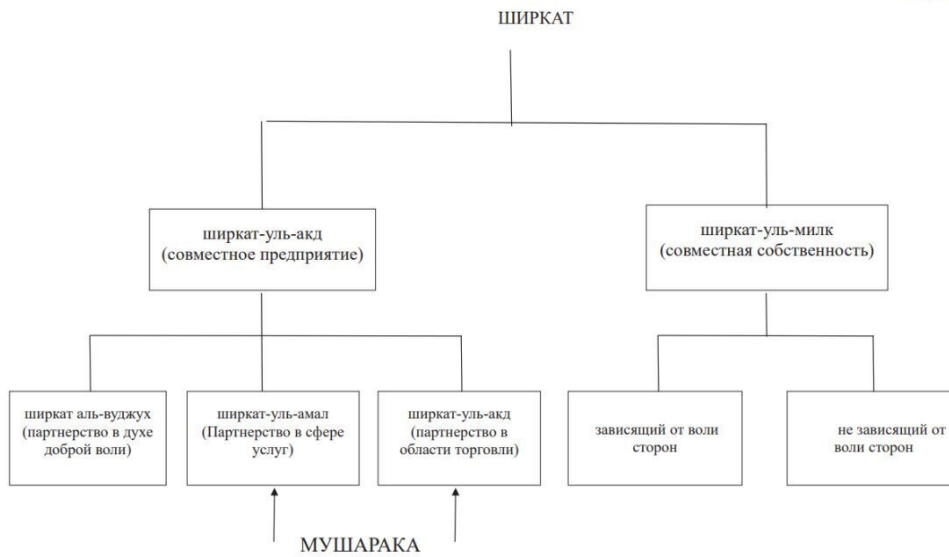 ШИРКАТ
ширкат-уль-акд
(совместное предприятие)
ширкат-уль-милк
(совместная собственность)
ширкат аль-вуджух
(партнерство в духе
доброй воли)
ширкат-уль-амал
(Партнерство в сфере
услуг)
ширкат-уль-акд
(партнерство в
области торговли)
зависящий от воли
сторон
не зависящий от
воли сторон
МУШАРАКА